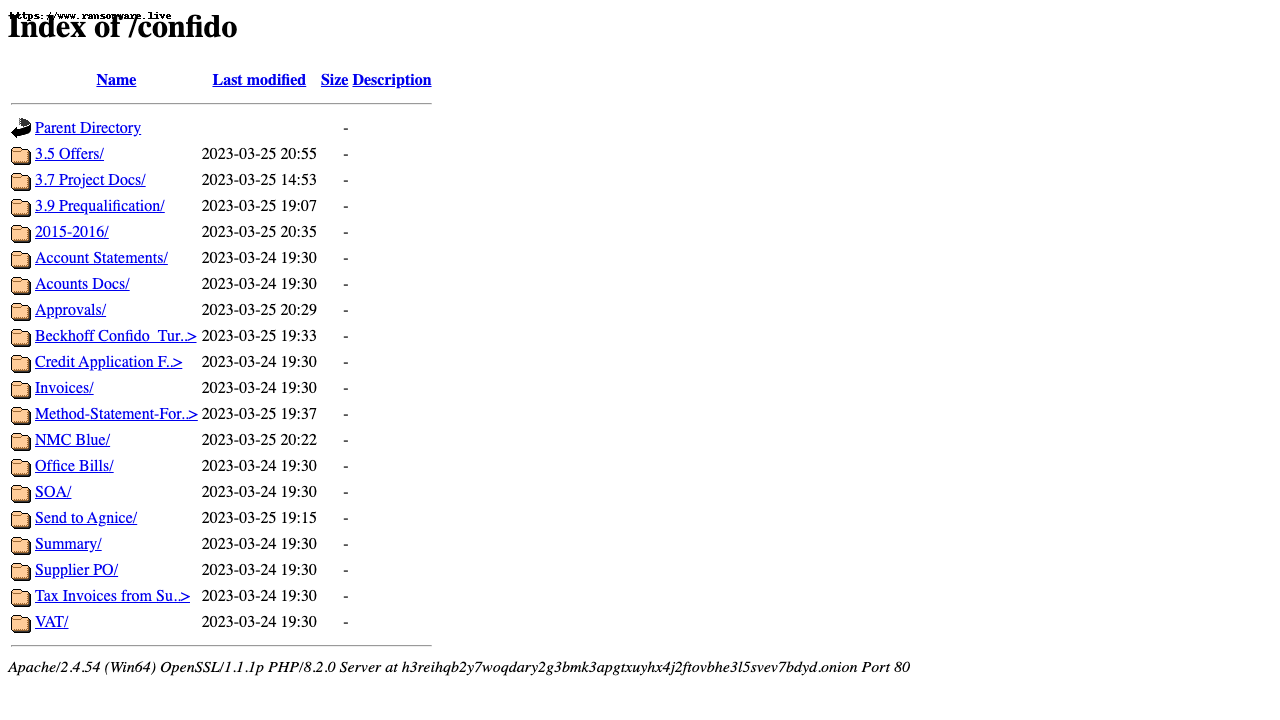 https://www.ransomware.live
Index of /confido
Name Last modified Size Description
Parent Directory -
3.5 Offers/ 2023-03-25 20:55 -
3.7 Project Docs/ 2023-03-25 14:53 -
3.9 Prequalification/ 2023-03-25 19:07 -
2015-2016/ 2023-03-25 20:35 -
Account Statements/ 2023-03-24 19:30 -
Acounts Docs/ 2023-03-24 19:30 -
Approvals/ 2023-03-25 20:29 -
Beckhoff Confido_Tur..> 2023-03-25 19:33 -
Credit Application F..> 2023-03-24 19:30 -
Invoices/ 2023-03-24 19:30 -
Method-Statement-For..> 2023-03-25 19:37 -
NMC Blue/ 2023-03-25 20:22 -
Office Bills/ 2023-03-24 19:30 -
SOA/ 2023-03-24 19:30 -
Send to Agnice/ 2023-03-25 19:15 -
Summary/ 2023-03-24 19:30 -
Supplier PO/ 2023-03-24 19:30 -
Tax Invoices from Su..> 2023-03-24 19:30 -
VAT/ 2023-03-24 19:30 -
Apache/2.4.54 (Win64) OpenSSL/1.1.1p PHP/8.2.0 Server at h3reihqb2y7woqdary2g3bmk3apgtxuyhx4j2ftovbhe3l5svev7bdyd.onion Port 80